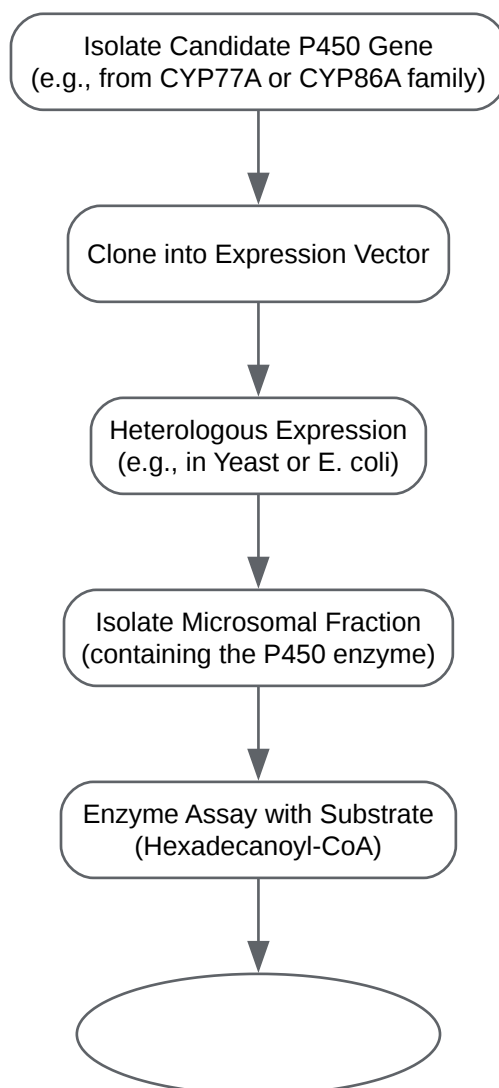 Isolate Candidate P450 Gene
(e.g., from CYP77A or CYP86A family)
Clone into Expression Vector
Heterologous Expression
(e.g., in Yeast or E. coli)
Isolate Microsomal Fraction
(containing the P450 enzyme)
Enzyme Assay with Substrate
(Hexadecanoyl-CoA)